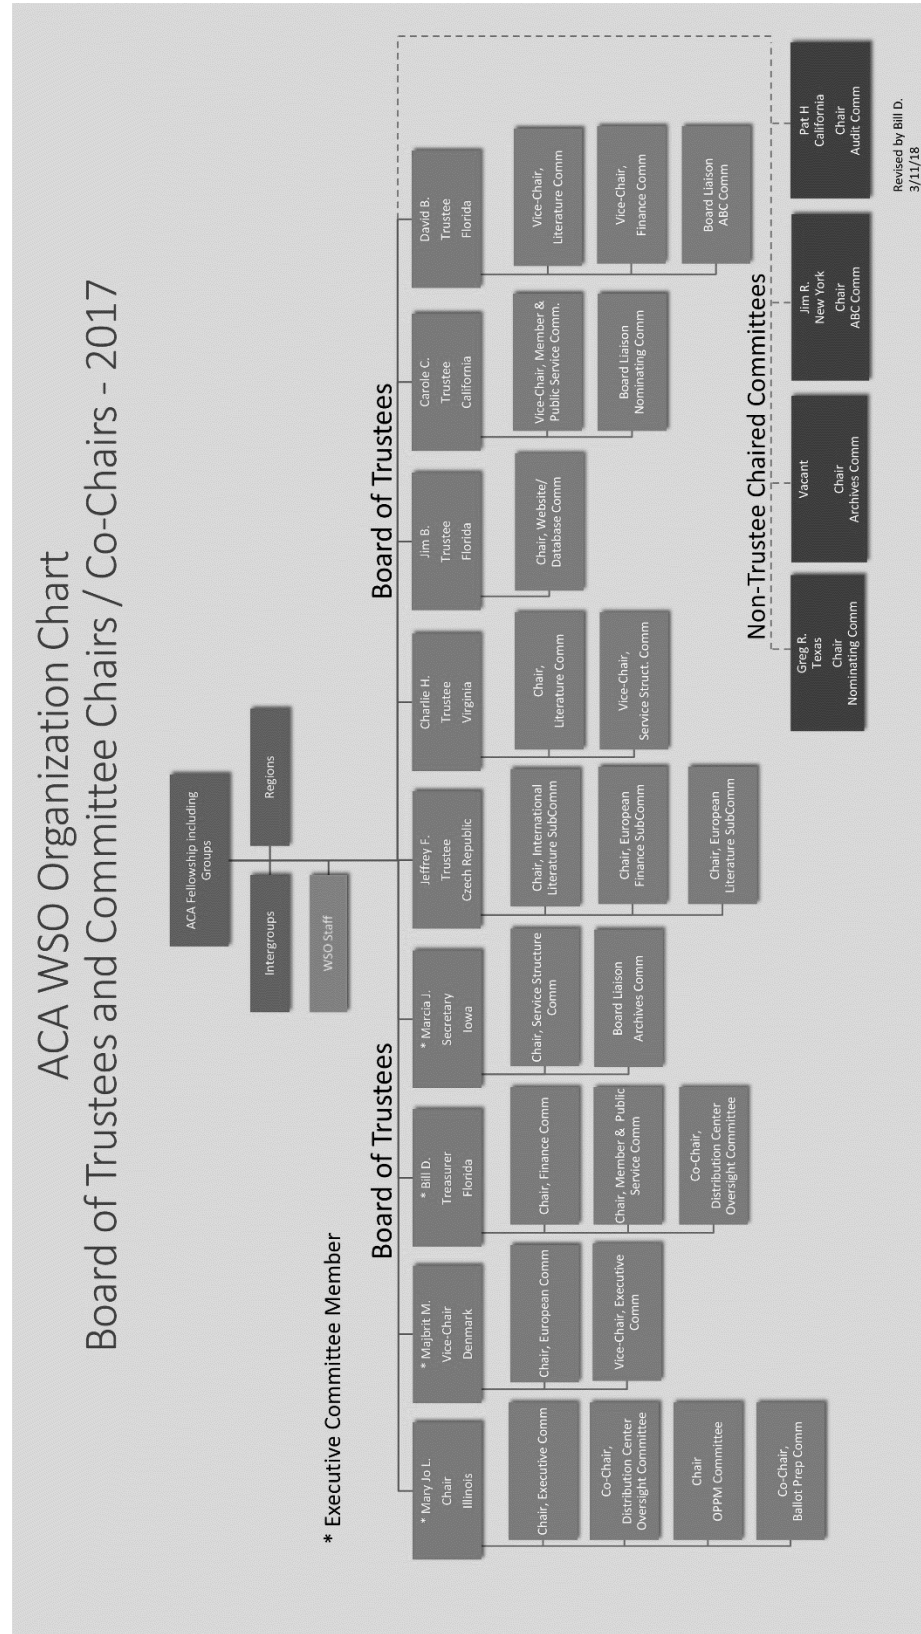 ACA WSO Organization Chart
Board of Trustees and Committee Chairs / Co-Chairs - 2017
ACA Fellowship including
Groups
Intergroups
Regions
WSO Staff
* Executive Committee Member
Board of Trustees
Board of Trustees
* Mary Jo L.
Chair
Illinois
Chair, Executive Comm
Co-Chair,
Distribution Center
Oversight Committee
Chair
OPPM Committee
Co-Chair,
Ballot Prep Comm
* Majbrit M.
Vice-Chair
Denmark
Chair, European Comm
Vice-Chair, Executive
Comm
* Bill D.
Treasurer
Florida
Chair, Finance Comm
Chair, Member & Public
Service Comm
Co-Chair,
Distribution Center
Oversight Committee
* Marcia J.
Secretary
Iowa
Chair, Service Structure
Comm
Board Liaison
Archives Comm
Jeffrey F.
Trustee
Czech Republic
Chair, International
Literature SubComm
Chair, European
Finance SubComm
Chair, European
Literature SubComm
Charlie H.
Trustee
Virginia
Chair,
Literature Comm
Vice-Chair,
Service Struct. Comm
Jim B.
Trustee
Florida
Chair, Website/
Database Comm
Carole C.
Trustee
California
Vice-Chair, Member &
Public Service Comm.
Board Liaison
Nominating Comm
David B.
Trustee
Florida
Vice-Chair,
Literature Comm
Vice-Chair,
Finance Comm
Board Liaison
ABC Comm
Non-Trustee Chaired Committees
Greg R.
Texas
Chair
Nominating Comm
Vacant
Chair
Archives Comm
Jim R.
New York
Chair
ABC Comm
Pat H
California
Chair
Audit Comm
Revised by Bill D.
3/11/18